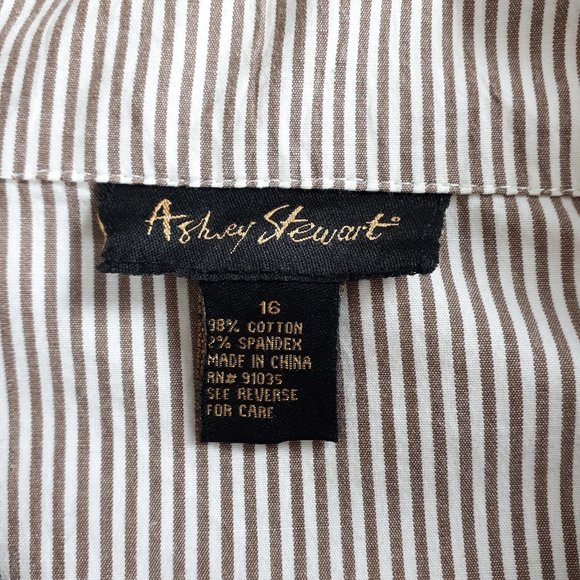 Ashley Stewart®
16
98% COTTON
2% SPANDEX
MADE IN CHINA
RN# 91035
SEE REVERSE
FOR CARE